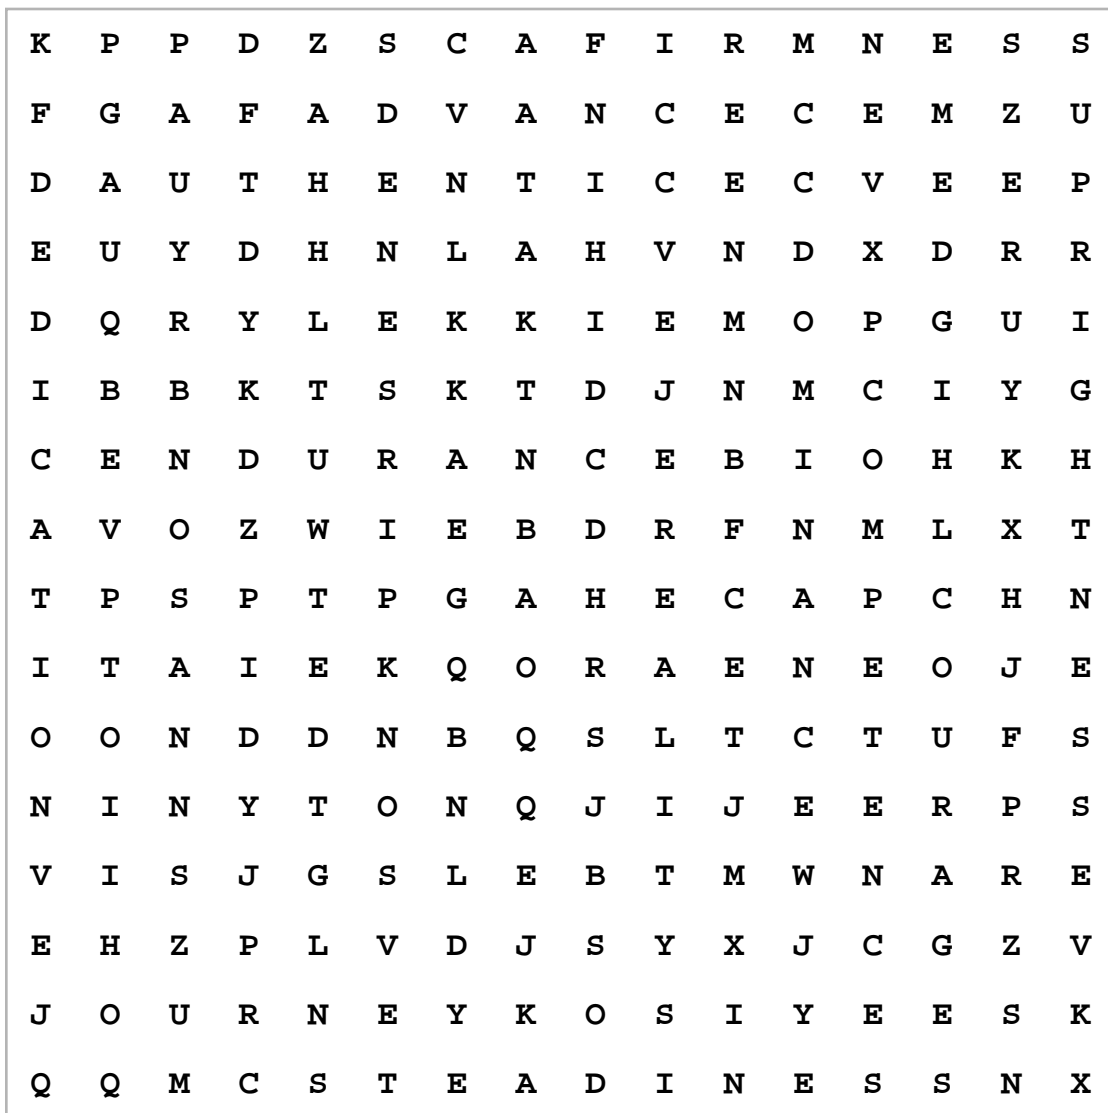 K P P D Z S C A F I R M N E S S
F G A F A D V A N C E C E M Z U
D A U T H E N T I C E C V E E P
E U Y D H N L A H V N D X D R R
D Q R Y L E K K I E M O P G U I
I B B K T S K T D J N M C I Y G
C E N D U R A N C E B I O H K H
A V O Z W I E B D R F N M L X T
T P S P T P G A H E C A P C H N
I T A I E K Q O R A E N E O J E
O O N D D N B Q S L T C T U F S
N I N Y T O N Q J I J E E R P S
V I S J G S L E B T M W N A R E
E H Z P L V D J S Y X J C G Z V
J O U R N E Y K O S I Y E E S K
Q Q M C S T E A D I N E S S N X